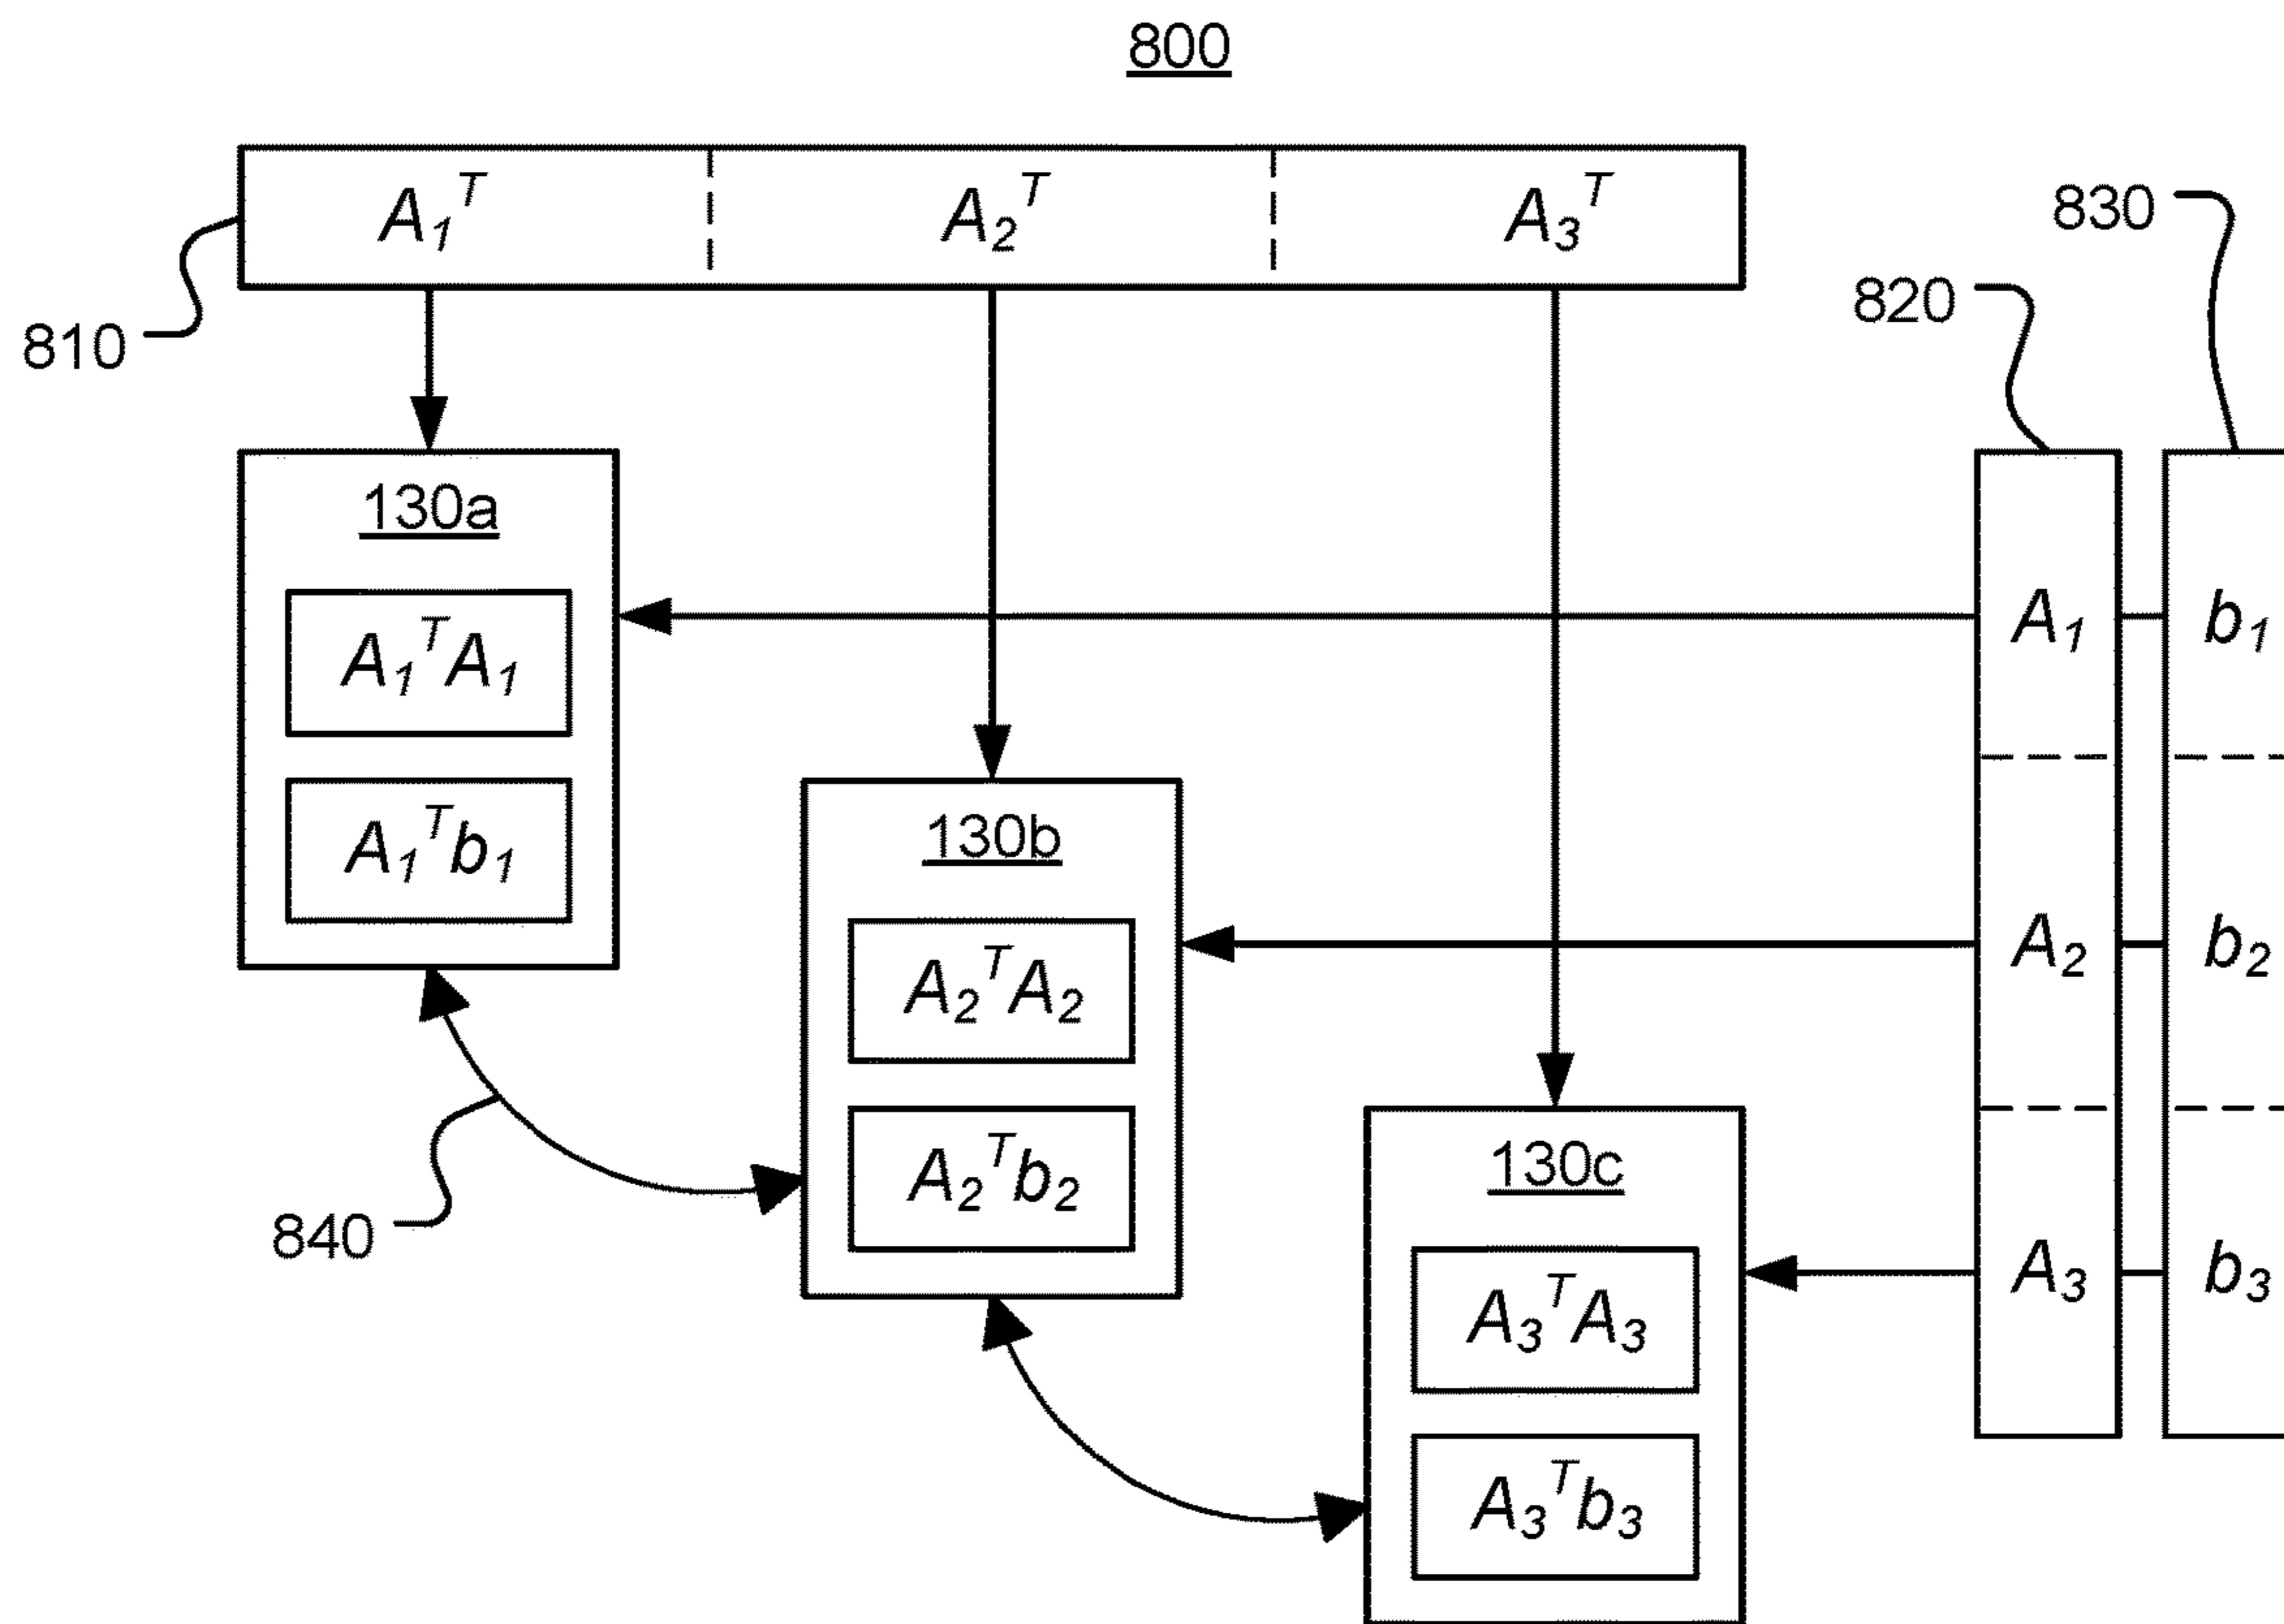 800
A₁ᵀ A₂ᵀ A₃ᵀ
830
820
810
130a
A₁ᵀA₁
A₁ b₁
A₁ᵀb₁
130b
A₂ b₂
A₂ᵀA₂
130c
A₂ᵀb₂
840
A₃ b₃
A₃ᵀA₃
A₃ᵀb₃